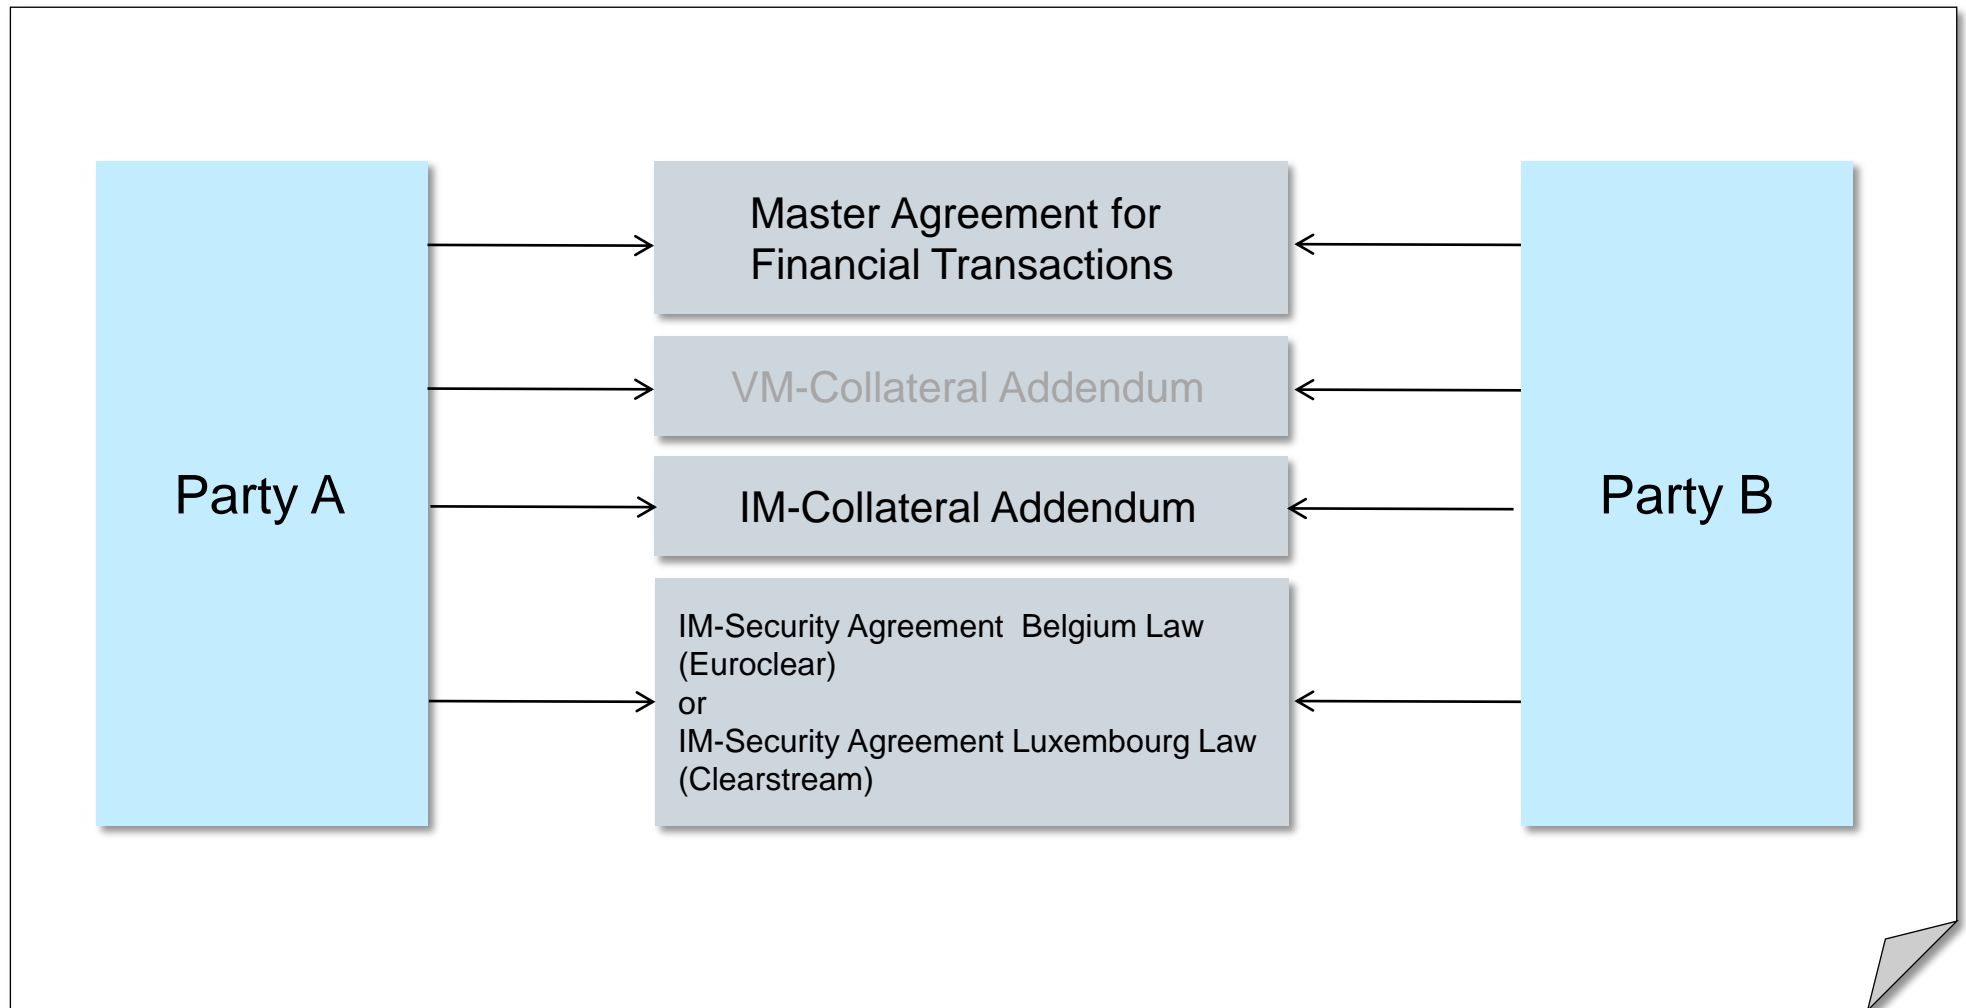 Master Agreement for
Financial Transactions
VM-Collateral Addendum
Party A
IM-Collateral Addendum
Party B
IM-Security Agreement  Belgium Law
(Euroclear)
or
IM-Security Agreement Luxembourg Law
(Clearstream)